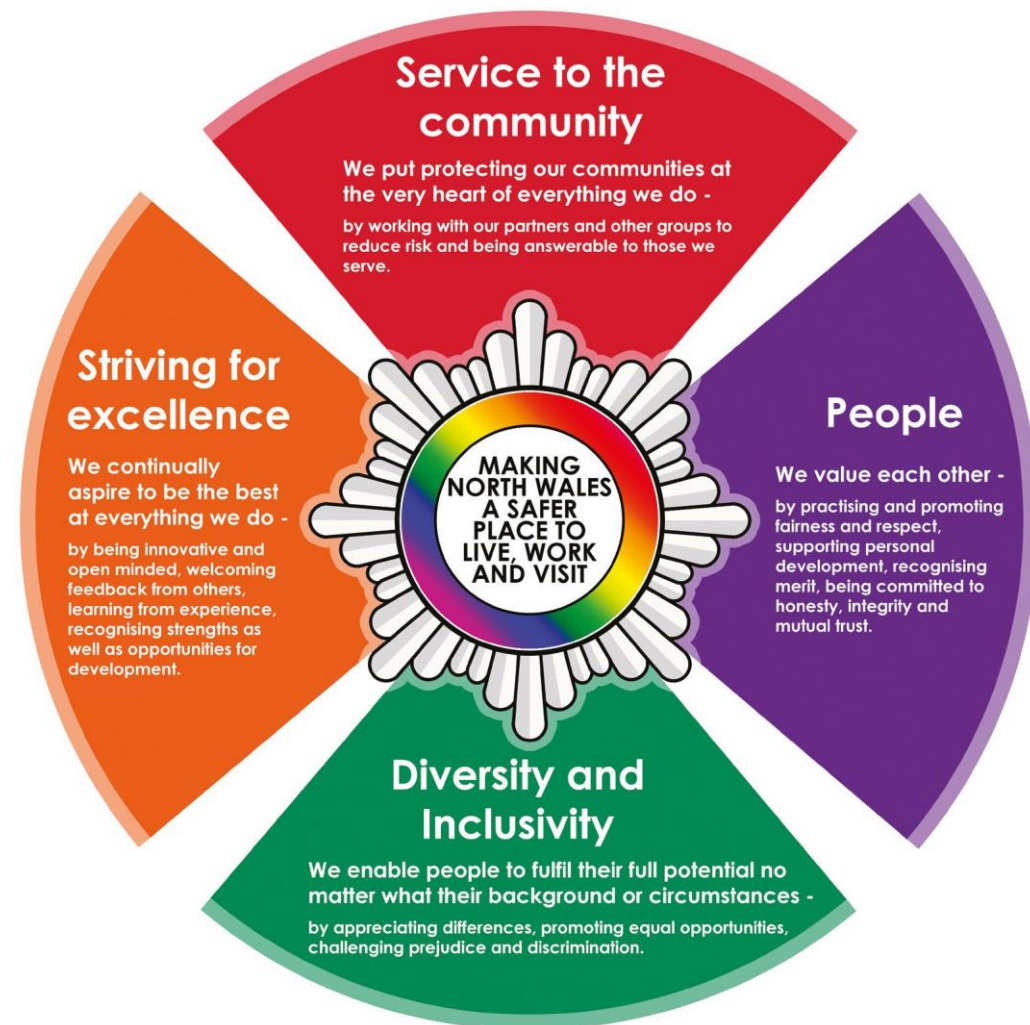 Service to the
community
We put protecting our communities at
the very heart of everything we do -
by working with our partners and other groups to
reduce risk and being answerable to those we
serve.
Striving for
excellence
We continually
aspire to be the best
at everything we do -
by being innovative and
open minded, welcoming
feedback from others,
learning from experience,
recognising strengths as
well as opportunities for
development.
MAKING
NORTH WALES
A SAFER
PLACE TO
LIVE, WORK
AND VISIT
People
We value each other -
by practising and promoting
fairness and respect,
supporting personal
development, recognising
merit, being committed to
honesty, integrity and
mutual trust.
Diversity and
Inclusivity
We enable people to fulfil their full potential no
matter what their background or circumstances -
by appreciating differences, promoting equal opportunities,
challenging prejudice and discrimination.